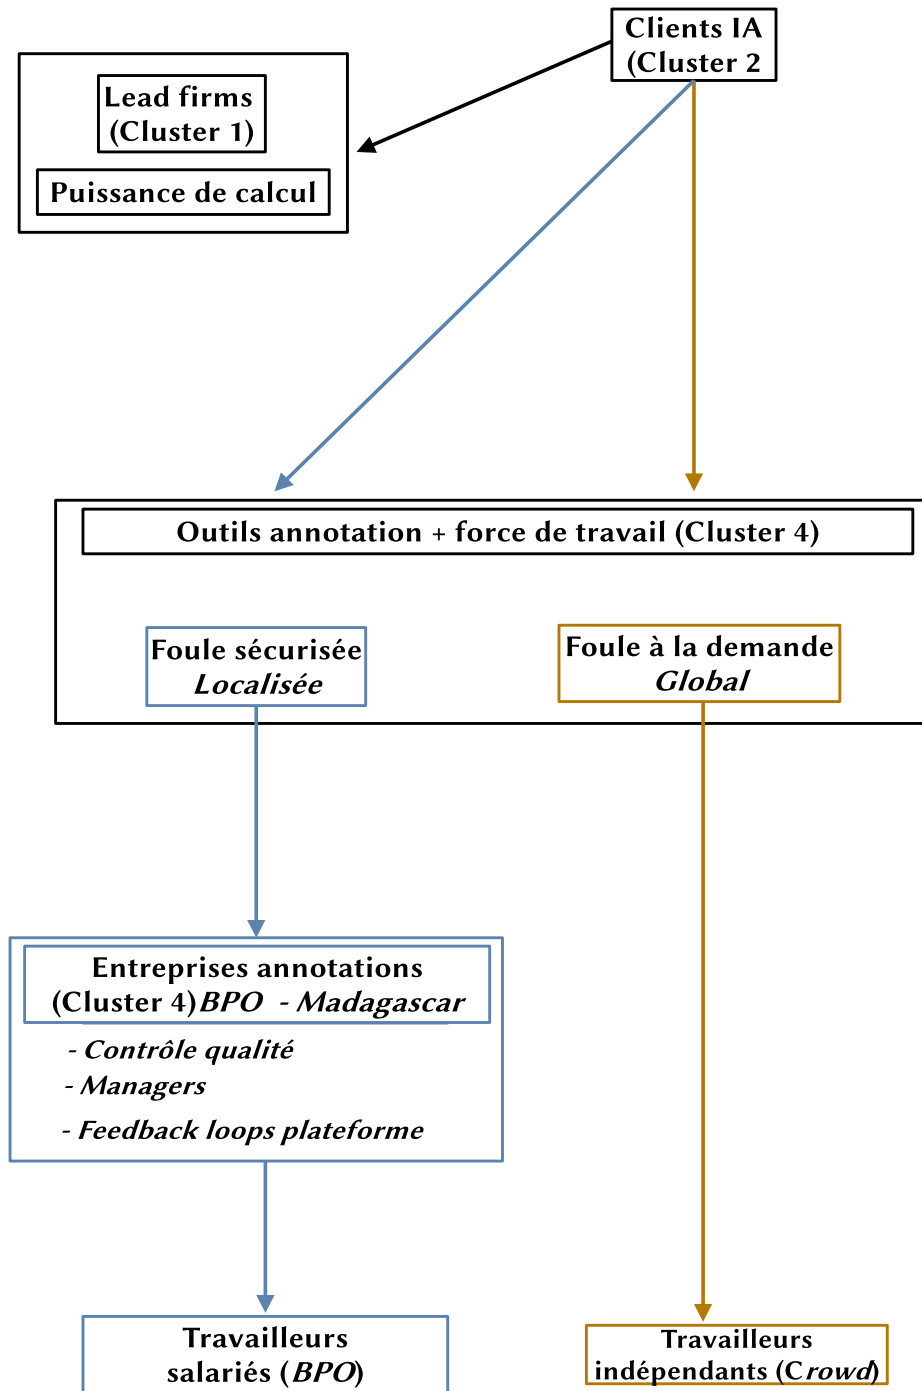 Clients IA
(Cluster 2
Lead firms
(Cluster 1)
Puissance de calcul
Outils annotation + force de travail (Cluster 4)
Foule sécurisée
Localisée
Foule à la demande
Global
Entreprises annotations
(Cluster 4) BPO - Madagascar
- Contrôle qualité
- Managers
- Feedback loops plateforme
Travailleurs
salariés (BPO)
Travailleurs
indépendants (Crowd)